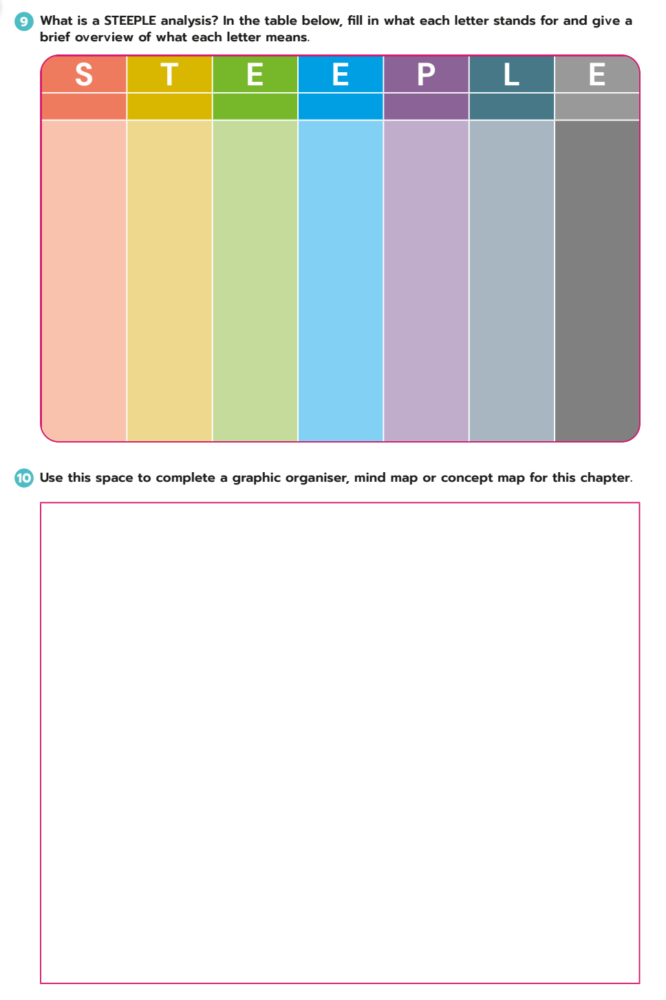 9 What is a STEEPLE analysis? In the table below, fill in what each letter stands for and give a
brief overview of what each letter means.
S T E E P L E
10 Use this space to complete a graphic organiser, mind map or concept map for this chapter.